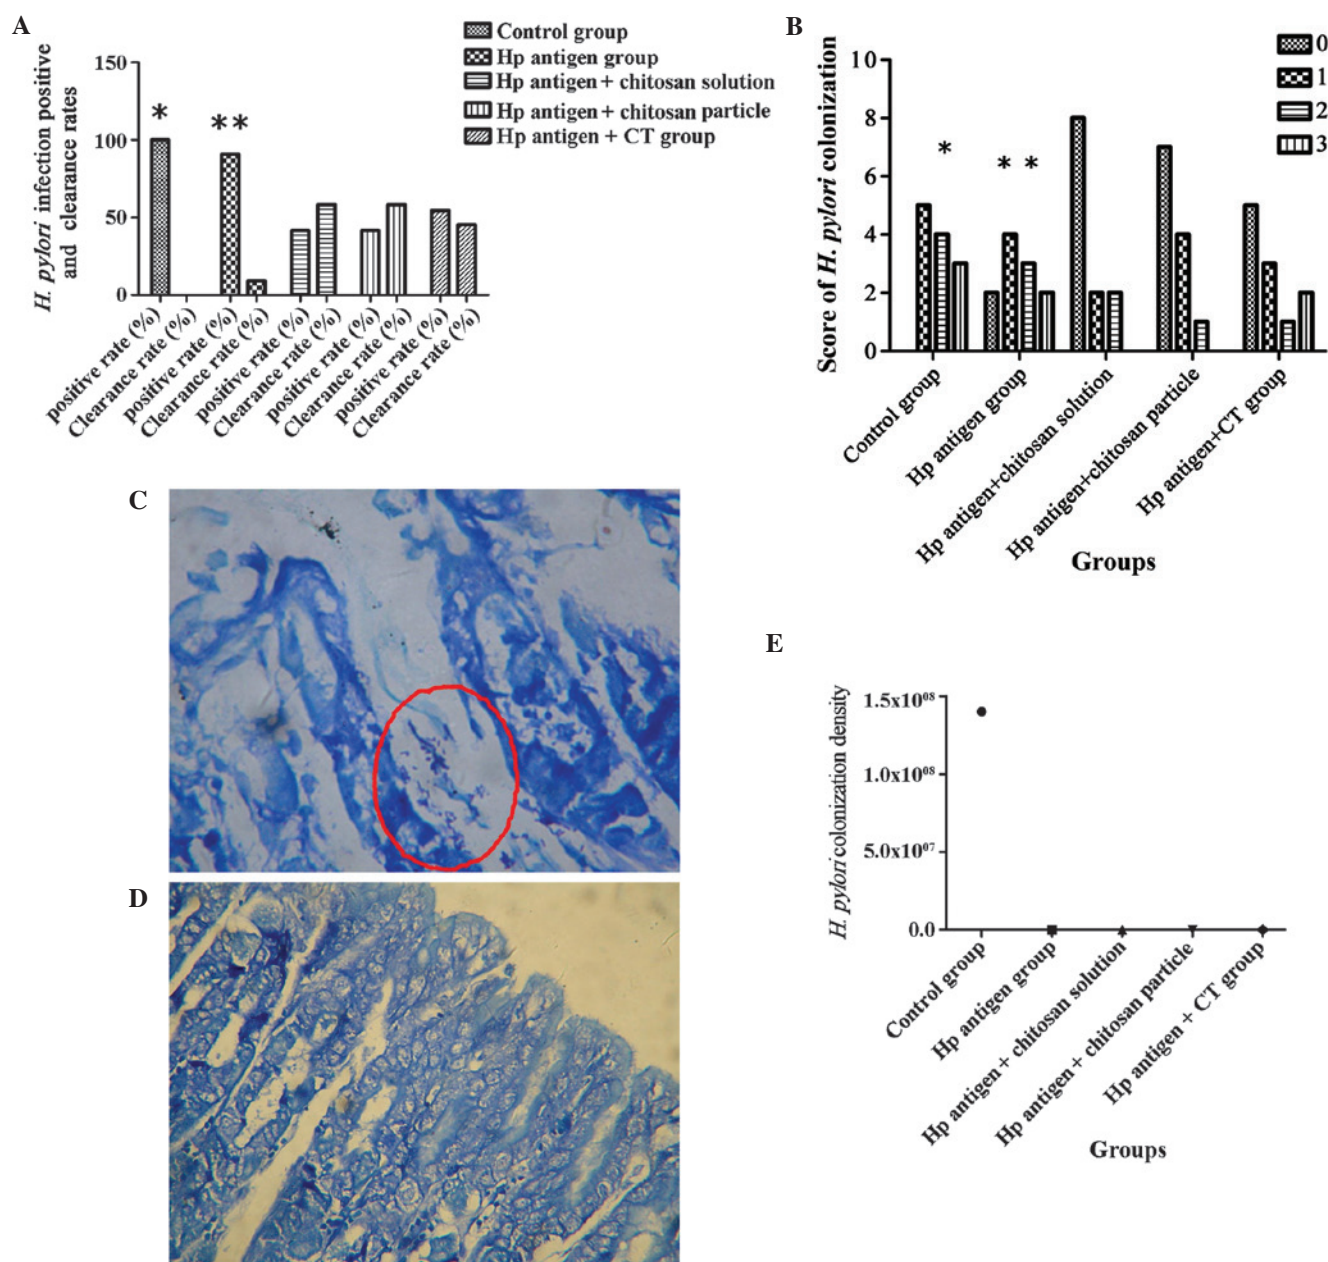 A
H. pylori infection positive
and clearance rates
150
100
50
0
*
**
Control group
Hp antigen group
Hp antigen + chitosan solution
Hp antigen + chitosan particle
Hp antigen + CT group
positive rate (%)
Clearance rate (%)
positive rate (%)
Clearance rate (%)
positive rate (%)
Clearance rate (%)
positive rate (%)
Clearance rate (%)
positive rate (%)
Clearance rate (%)
B
Score of H. pylori colonization
10
8
6
4
2
0
*
* *
0
1
2
3
Control group
Hp antigen group
Hp antigen+chitosan solution
Hp antigen+chitosan particle
Hp antigen+CT group
Groups
C
D
E
H. pylori colonization density
1.5x10⁰⁸
1.0x10⁰⁸
5.0x10⁰⁷
0.0
Control group
Hp antigen group
Hp antigen + chitosan solution
Hp antigen + chitosan particle
Hp antigen + CT group
Groups